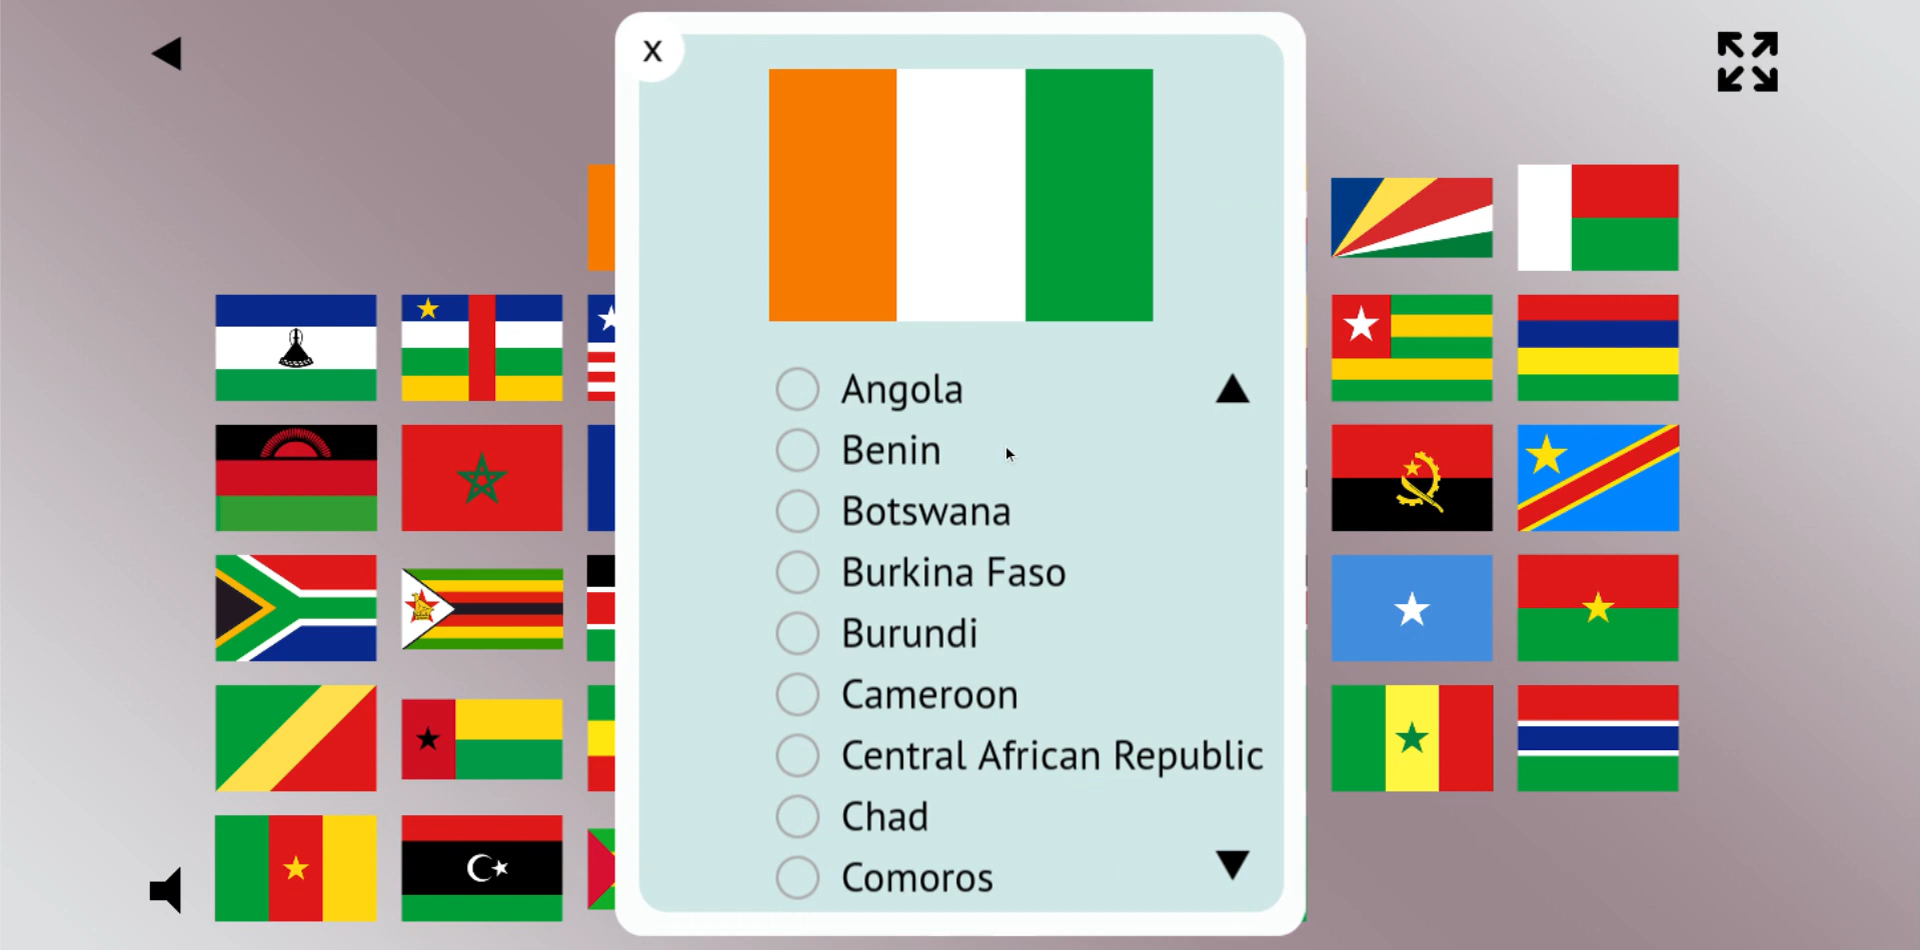 x
Angola
Benin
Botswana
Burkina Faso
Burundi
Cameroon
Central African Republic
Chad
Comoros